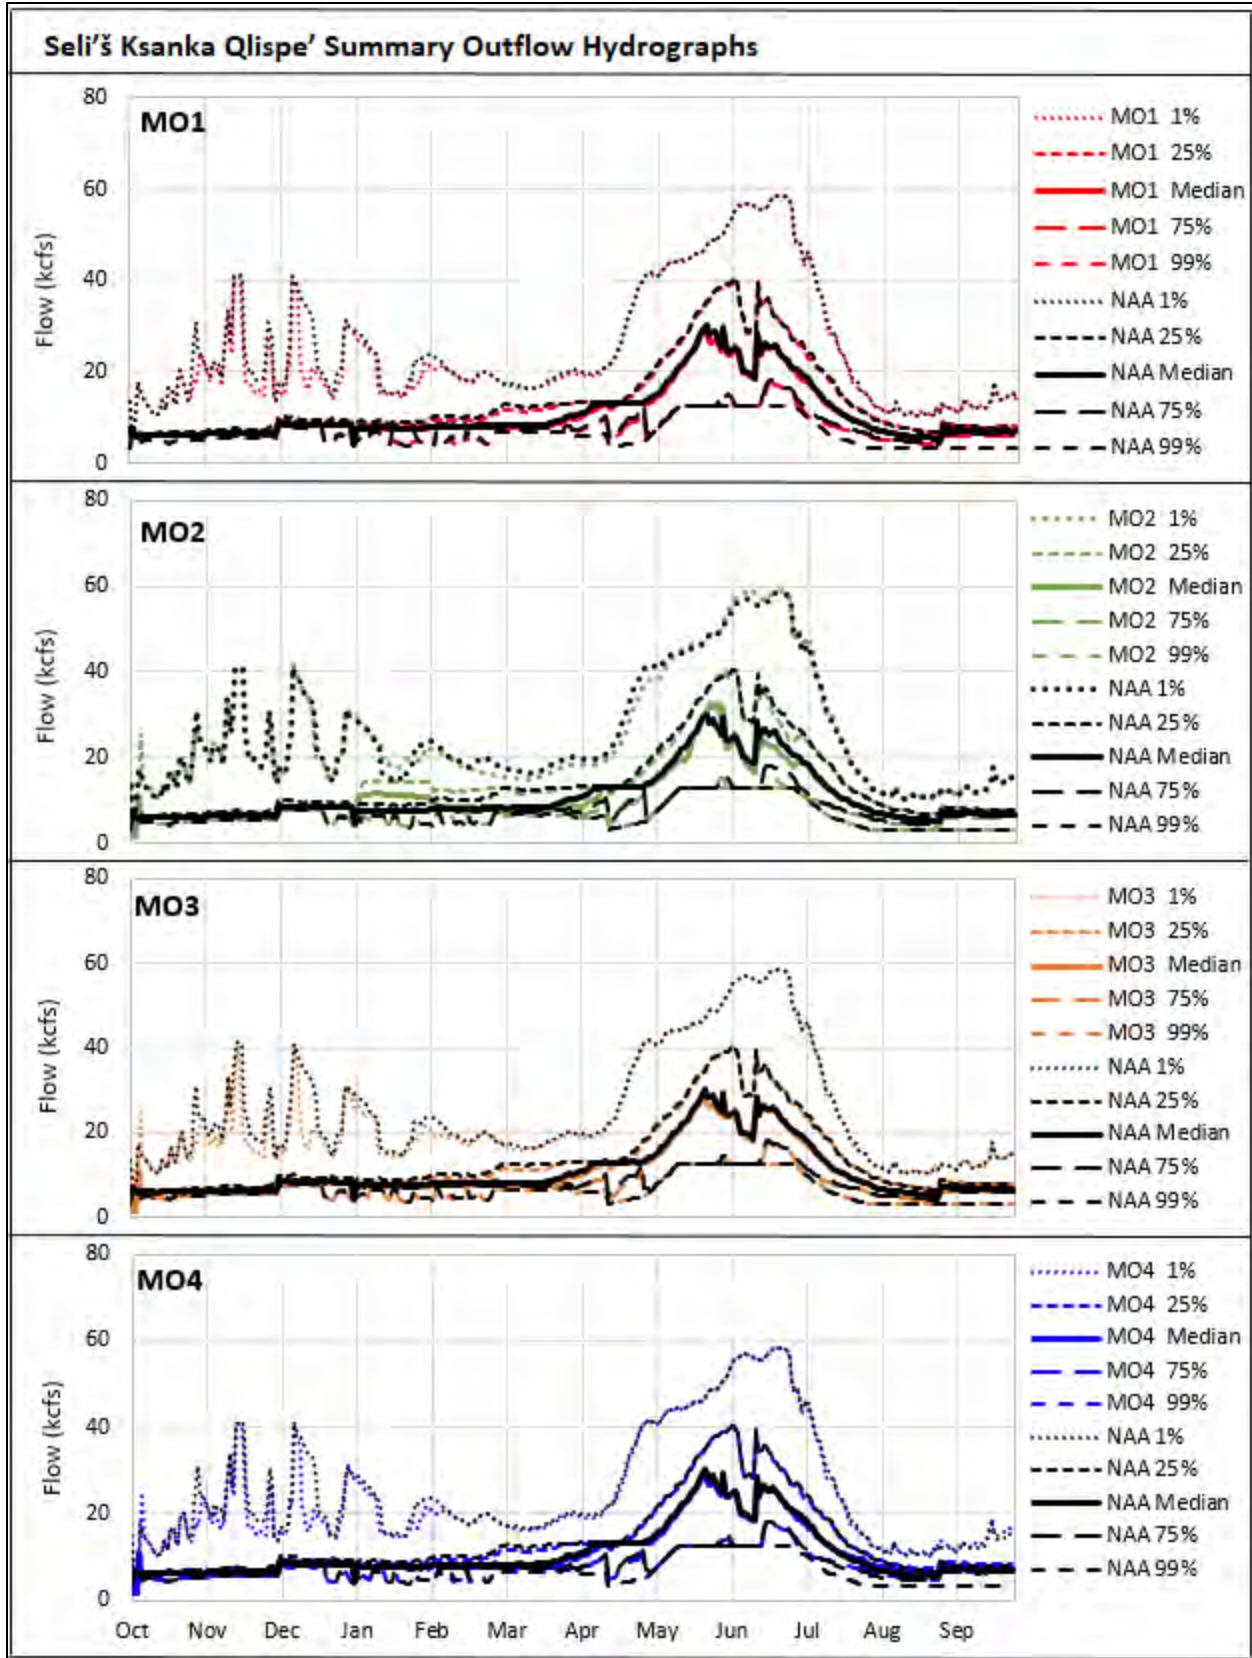 Seli'š Ksanka Qlispe' Summary Outflow Hydrographs
MO1
80
60
40
20
0
Flow (kcfs)
MO1 1%
MO1 25%
MO1 Median
MO1 75%
MO1 99%
NAA 1%
NAA 25%
NAA Median
NAA 75%
NAA 99%
MO2
80
60
40
20
0
Flow (kcfs)
MO2 1%
MO2 25%
MO2 Median
MO2 75%
MO2 99%
NAA 1%
NAA 25%
NAA Median
NAA 75%
NAA 99%
MO3
80
60
40
20
0
Flow (kcfs)
MO3 1%
MO3 25%
MO3 Median
MO3 75%
MO3 99%
NAA 1%
NAA 25%
NAA Median
NAA 75%
NAA 99%
MO4
80
60
40
20
0
Flow (kcfs)
MO4 1%
MO4 25%
MO4 Median
MO4 75%
MO4 99%
NAA 1%
NAA 25%
NAA Median
NAA 75%
NAA 99%
Oct Nov Dec Jan Feb Mar Apr May Jun Jul Aug Sep